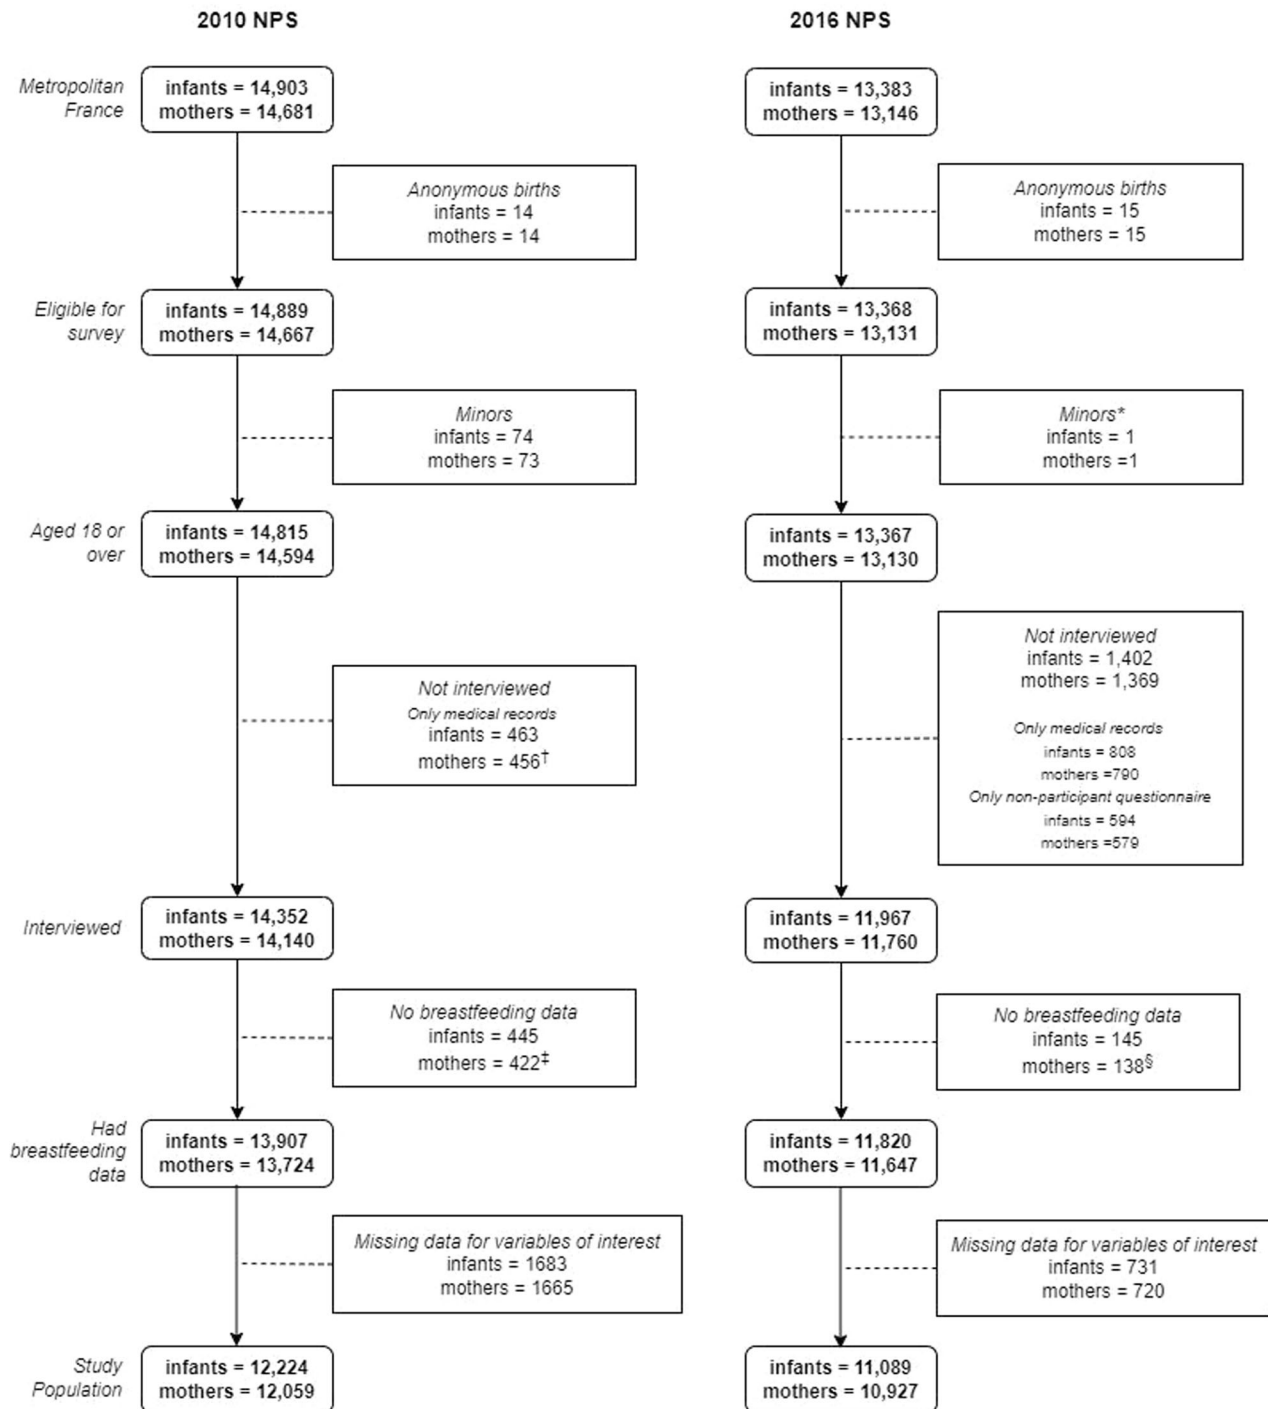 2010 NPS
2016 NPS
Metropolitan
France
infants = 14,903
mothers = 14,681
infants = 13,383
mothers = 13,146
Anonymous births
infants = 14
mothers = 14
Anonymous births
infants = 15
mothers = 15
Eligible for
survey
infants = 14,889
mothers = 14,667
infants = 13,368
mothers = 13,131
Minors
infants = 74
mothers = 73
Minors*
infants = 1
mothers =1
Aged 18 or
over
infants = 14,815
mothers = 14,594
infants = 13,367
mothers = 13,130
Not interviewed
Only medical records
infants = 463
mothers = 456†
Not interviewed
infants = 1,402
mothers = 1,369
Only medical records
infants = 808
mothers =790
Only non-participant questionnaire
infants = 594
mothers =579
Interviewed
infants = 14,352
mothers = 14,140
infants = 11,967
mothers = 11,760
No breastfeeding data
infants = 445
mothers = 422‡
No breastfeeding data
infants = 145
mothers = 138§
Had
breastfeeding
data
infants = 13,907
mothers = 13,724
infants = 11,820
mothers = 11,647
Missing data for variables of interest
infants = 1683
mothers = 1665
Missing data for variables of interest
infants = 731
mothers = 720
Study
Population
infants = 12,224
mothers = 12,059
infants = 11,089
mothers = 10,927